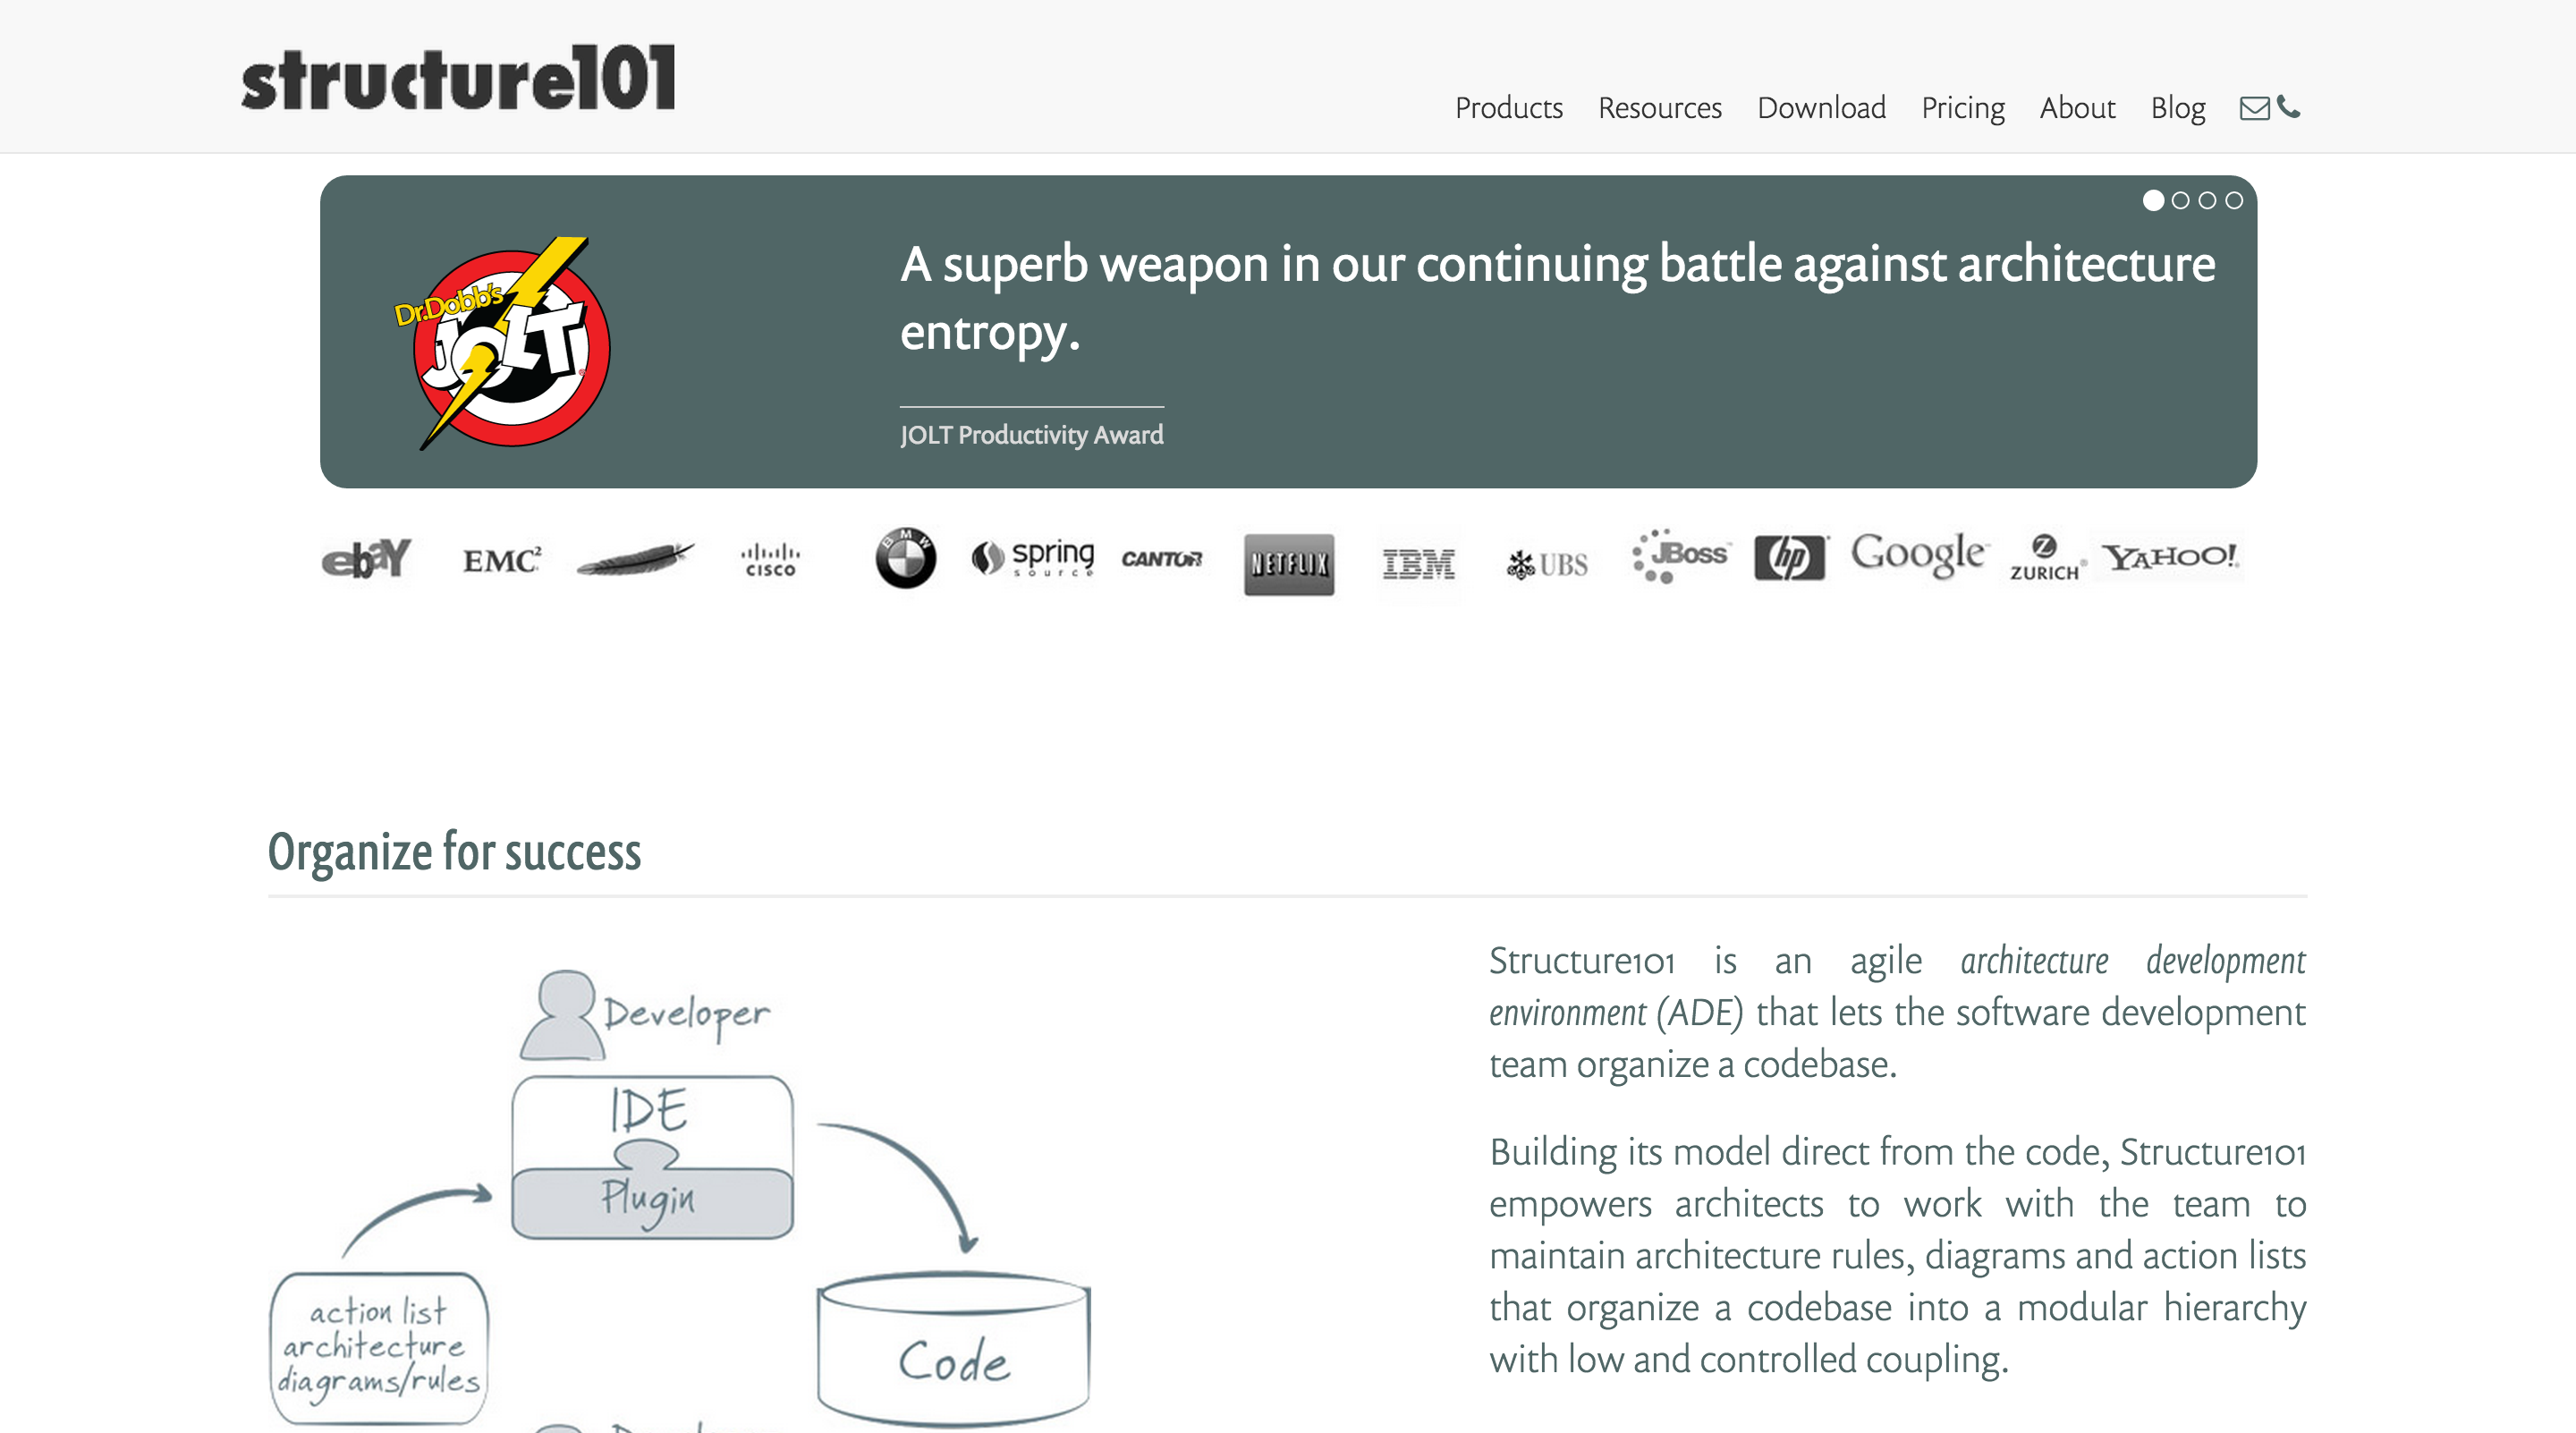 structure101
Products Resources Download Pricing About Blog
Dr.Dobb's
JOLT
A superb weapon in our continuing battle against architecture
entropy.
JOLT Productivity Award
ebaY EMC² CISCO BMW spring source CANTOR NETFLIX IBM UBS JBoss hp Google ZURICH YAHOO!
Organize for success
Developer
IDE
Plugin
action list
architecture
diagrams/rules
Code
Structure101 is an agile architecture development
environment (ADE) that lets the software development
team organize a codebase.
Building its model direct from the code, Structure101
empowers architects to work with the team to
maintain architecture rules, diagrams and action lists
that organize a codebase into a modular hierarchy
with low and controlled coupling.